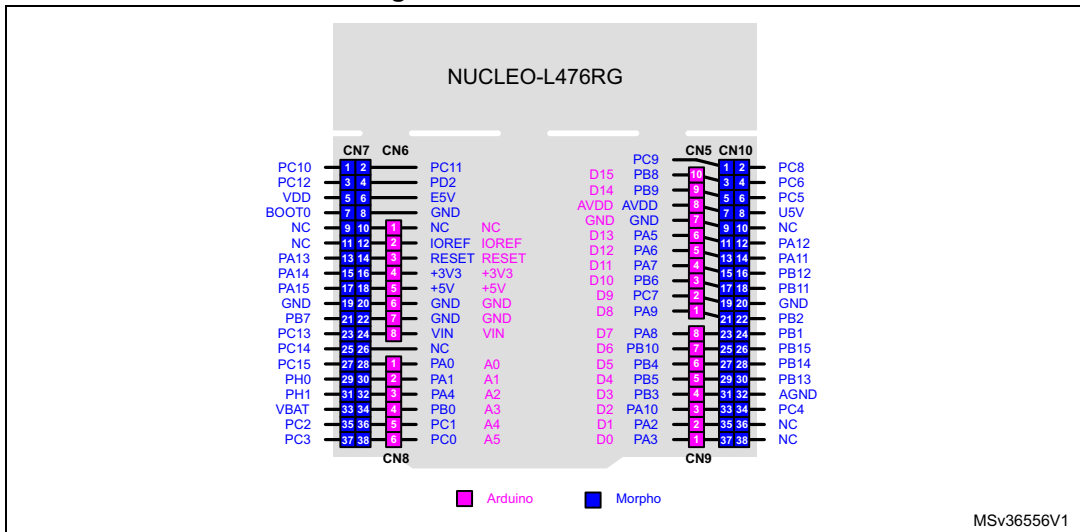 NUCLEO-L476RG
CN7 CN6 CN5 CN10
PC9
PC10 1 2 PC11 1 2 PC8
PC12 3 4 PD2 D15 PB8 10 3 4 PC6
VDD 5 6 E5V D14 PB9 9 5 6 PC5
BOOT0 7 8 GND AVDD AVDD 8 7 8 U5V
NC 9 10 1 NC NC GND GND 7 9 10 NC
NC 11 12 2 IOREF IOREF D13 PA5 6 11 12 PA12
PA13 13 14 3 RESET RESET D12 PA6 5 13 14 PA11
PA14 15 16 4 +3V3 +3V3 D11 PA7 4 15 16 PB12
PA15 17 18 5 +5V +5V D10 PB6 3 17 18 PB11
GND 19 20 6 GND GND D9 PC7 2 19 20 GND
PB7 21 22 7 GND GND D8 PA9 1 21 22 PB2
PC13 23 24 8 VIN VIN D7 PA8 8 23 24 PB1
PC14 25 26 NC D6 PB10 7 25 26 PB15
PC15 27 28 1 PA0 A0 D5 PB4 6 27 28 PB14
PH0 29 30 2 PA1 A1 D4 PB5 5 29 30 PB13
PH1 31 32 3 PA4 A2 D3 PB3 4 31 32 AGND
VBAT 33 34 4 PB0 A3 D2 PA10 3 33 34 PC4
PC2 35 36 5 PC1 A4 D1 PA2 2 35 36 NC
PC3 37 38 6 PC0 A5 D0 PA3 1 37 38 NC
CN8 CN9
Arduino Morpho
MSv36556V1